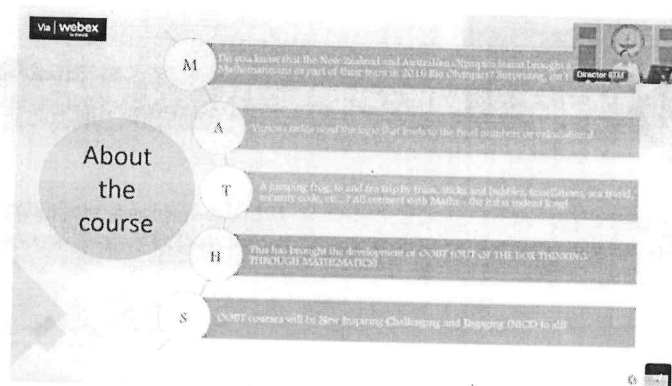 Via | webex
M
Do you know that the New Zealand and Australian Olympics teams brought
Mathematicians as part of their team in 2016 Rio Olympics? Surprising, isn't
Director IITM
A
Various fields need that leads to the final numbers or calculations!
About
the
course
T
A jumping frog, to and fro trip by train, sticks and bubbles, tessellations, sea travel,
security code, etc...? All connect with Maths - the list is indeed long!
H
This has brought the development of OOBT (OUT OF THE BOX THINKING
THROUGH MATHEMATICS)
S
OOBT courses will be New Inspiring Challenging and Engaging (NICE) to all